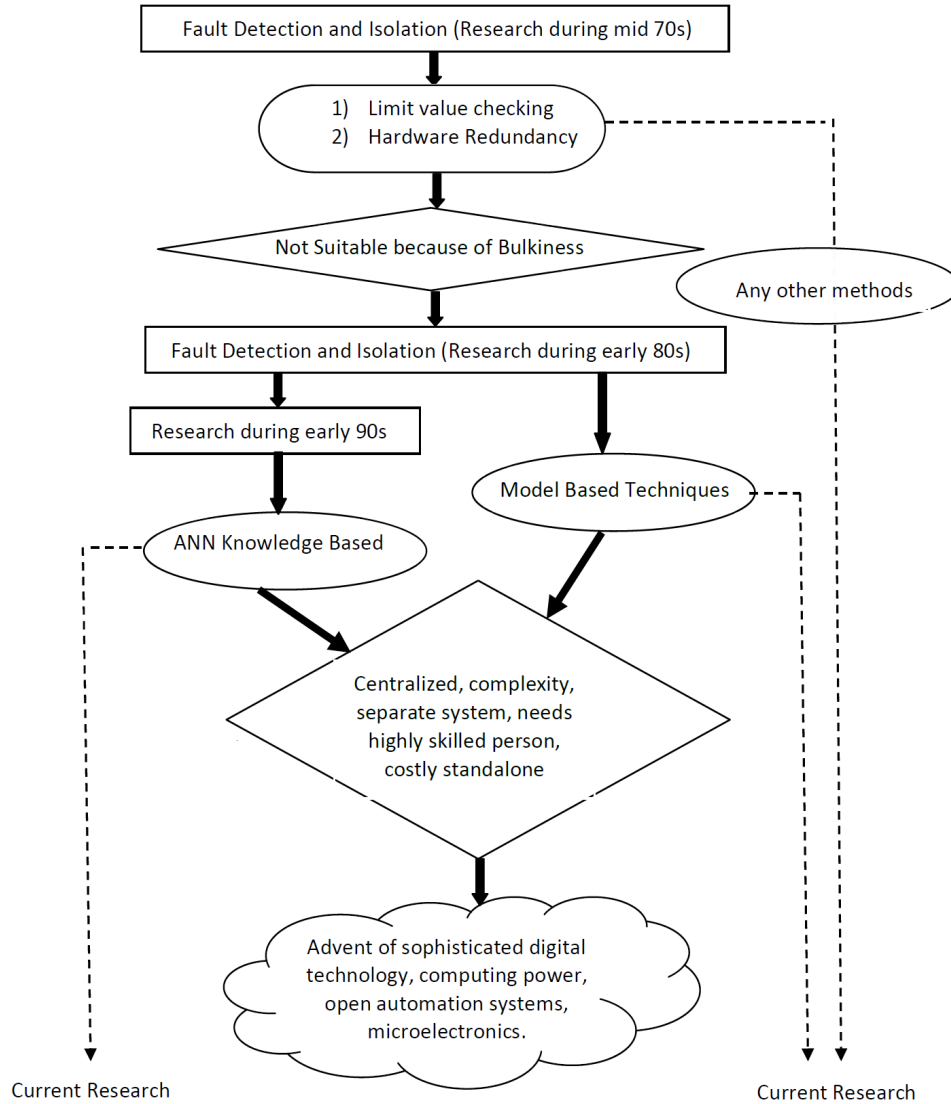 Fault Detection and Isolation (Research during mid 70s)
1) Limit value checking
2) Hardware Redundancy
Not Suitable because of Bulkiness
Any other methods
Fault Detection and Isolation (Research during early 80s)
Research during early 90s
Model Based Techniques
ANN Knowledge Based
Centralized, complexity,
separate system, needs
highly skilled person,
costly standalone
Advent of sophisticated digital
technology, computing power,
open automation systems,
microelectronics.
Current Research
Current Research